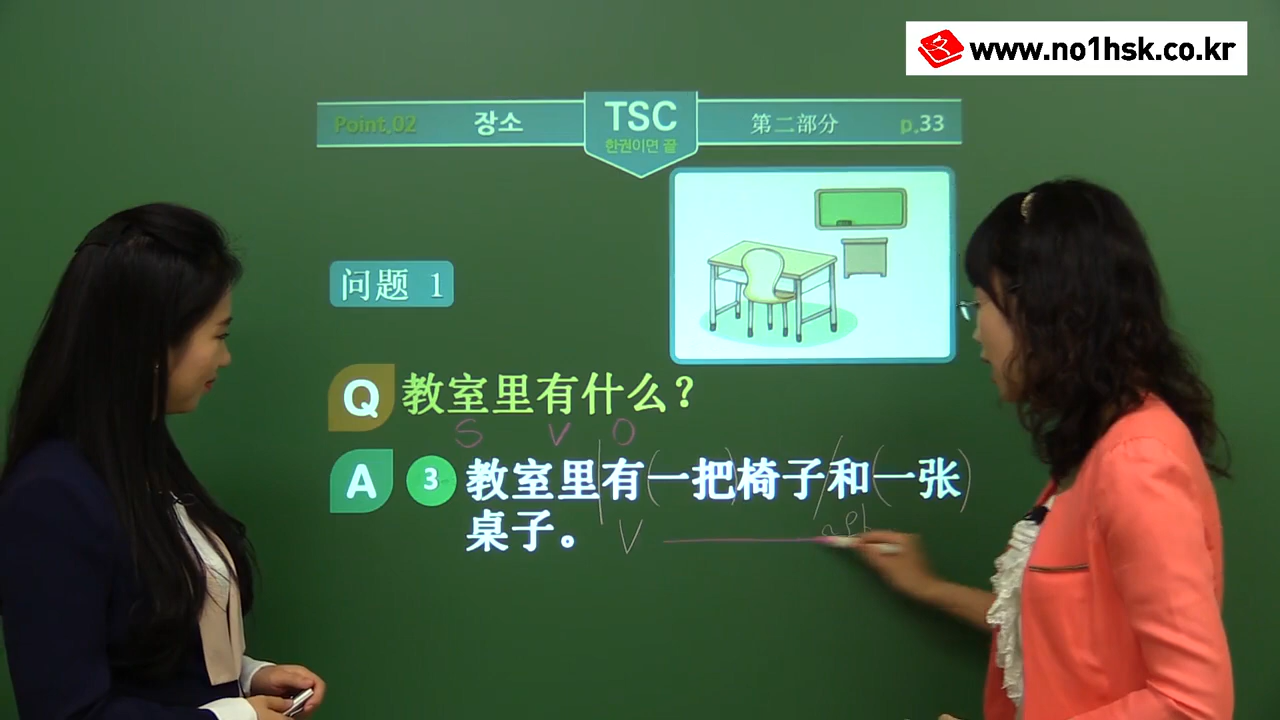 www.no1hsk.co.kr
Point.02 장소 TSC 第二部分 p.33
한권이면 끝
问题 1
Q 教室里有什么？
S V O
A 3 教室里有一把椅子和一张
桌子。 V